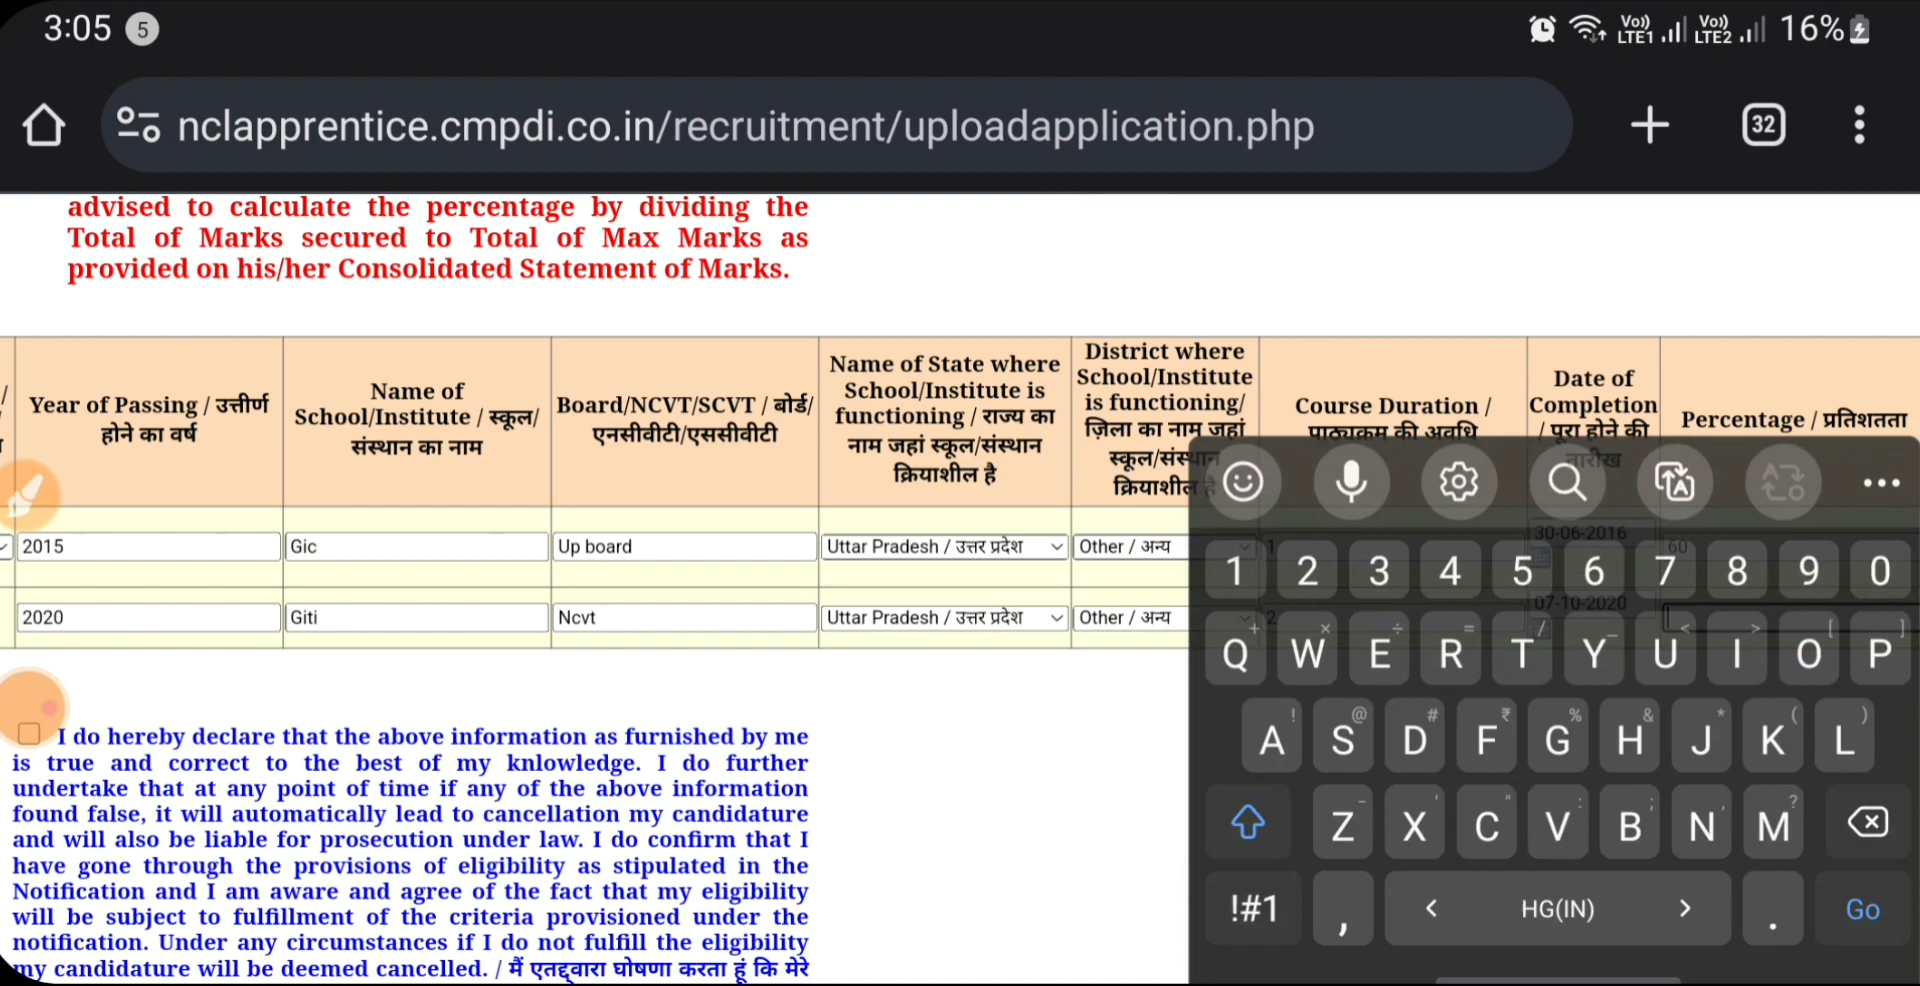 3:05 5 Vo)) LTE1 Vo)) LTE2 16%
nclapprentice.cmpdi.co.in/recruitment/uploadapplication.php 32
advised to calculate the percentage by dividing the
Total of Marks secured to Total of Max Marks as
provided on his/her Consolidated Statement of Marks.
Year of Passing / उत्तीर्ण
होने का वर्ष
Name of
School/Institute / स्कूल/
संस्थान का नाम
Board/NCVT/SCVT / बोर्ड/
एनसीवीटी/एससीवीटी
Name of State where
School/Institute is
functioning / राज्य का
नाम जहां स्कूल/संस्थान
क्रियाशील है
District where
School/Institute
is functioning/
ज़िला का नाम जहां
स्कूल/संस्थान
क्रियाशील है
Course Duration /
पाठ्यक्रम की अवधि
Date of
Completion
/ पूरा होने की
तारीख
Percentage / प्रतिशतता
2015 Gic Up board Uttar Pradesh / उत्तर प्रदेश Other / अन्य 1 30-06-2016 60
2020 Giti Ncvt Uttar Pradesh / उत्तर प्रदेश Other / अन्य 2 07-10-2020
I do hereby declare that the above information as furnished by me
is true and correct to the best of my knlowledge. I do further
undertake that at any point of time if any of the above information
found false, it will automatically lead to cancellation my candidature
and will also be liable for prosecution under law. I do confirm that I
have gone through the provisions of eligibility as stipulated in the
Notification and I am aware and agree of the fact that my eligibility
will be subject to fulfillment of the criteria provisioned under the
notification. Under any circumstances if I do not fulfill the eligibility
my candidature will be deemed cancelled. / मैं एतद्द्वारा घोषणा करता हूं कि मेरे
1 2 3 4 5 6 7 8 9 0
+ × ÷ = / _ < > [ ]
Q W E R T Y U I O P
! @ # ₹ % & * ( )
A S D F G H J K L
- ' " : ; , ?
Z X C V B N M
!#1 , < HG(IN) > . Go